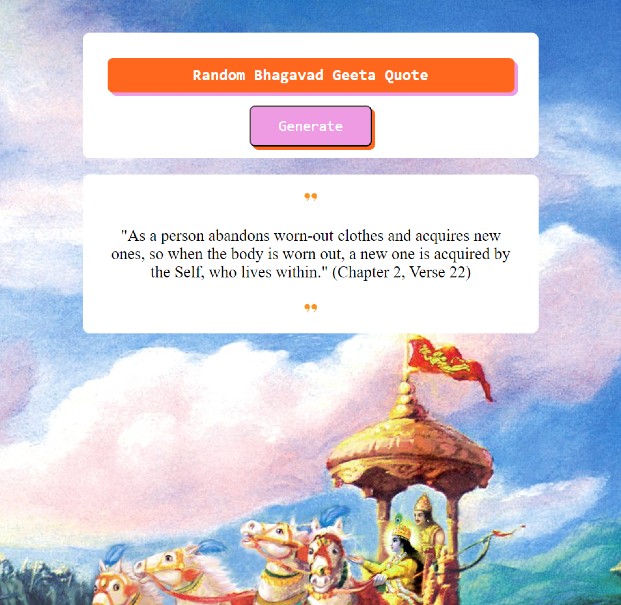 Random Bhagavad Geeta Quote
Generate
❞
"As a person abandons worn-out clothes and acquires new
ones, so when the body is worn out, a new one is acquired by
the Self, who lives within." (Chapter 2, Verse 22)
❞